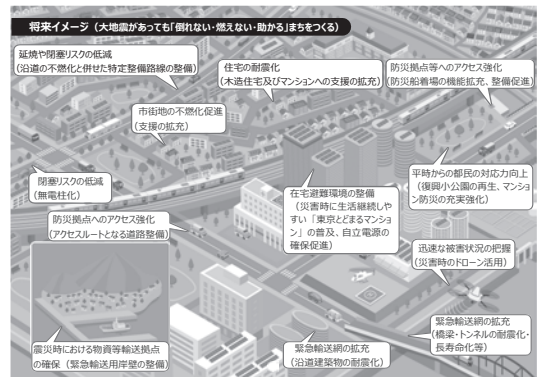 将来イメージ（大地震があっても「倒れない・燃えない・助かる」まちをつくる）
延焼や閉塞リスクの低減
（沿道の不燃化と併せた特定整備路線の整備）
住宅の耐震化
（木造住宅及びマンションへの支援の拡充）
防災拠点等へのアクセス強化
（防災船着場の機能拡充、整備促進）
市街地の不燃化促進
（支援の拡充）
閉塞リスクの低減
（無電柱化）
在宅避難環境の整備
（災害時に生活継続し
やすい「東京とどまるマンショ
ン」の普及、自立電源の
確保促進）
平時からの都民の対応力向上
（復興小公園の再生、マンショ
ン防災の充実強化）
防災拠点へのアクセス強化
（アクセスルートとなる道路整備）
迅速な被害状況の把握
（災害時のドローン活用）
震災時における物資等輸送拠点
の確保（緊急輸送用岸壁の整備）
緊急輸送網の拡充
（沿道建築物の耐震化）
緊急輸送網の拡充
（橋梁・トンネルの耐震化・
長寿命化等）